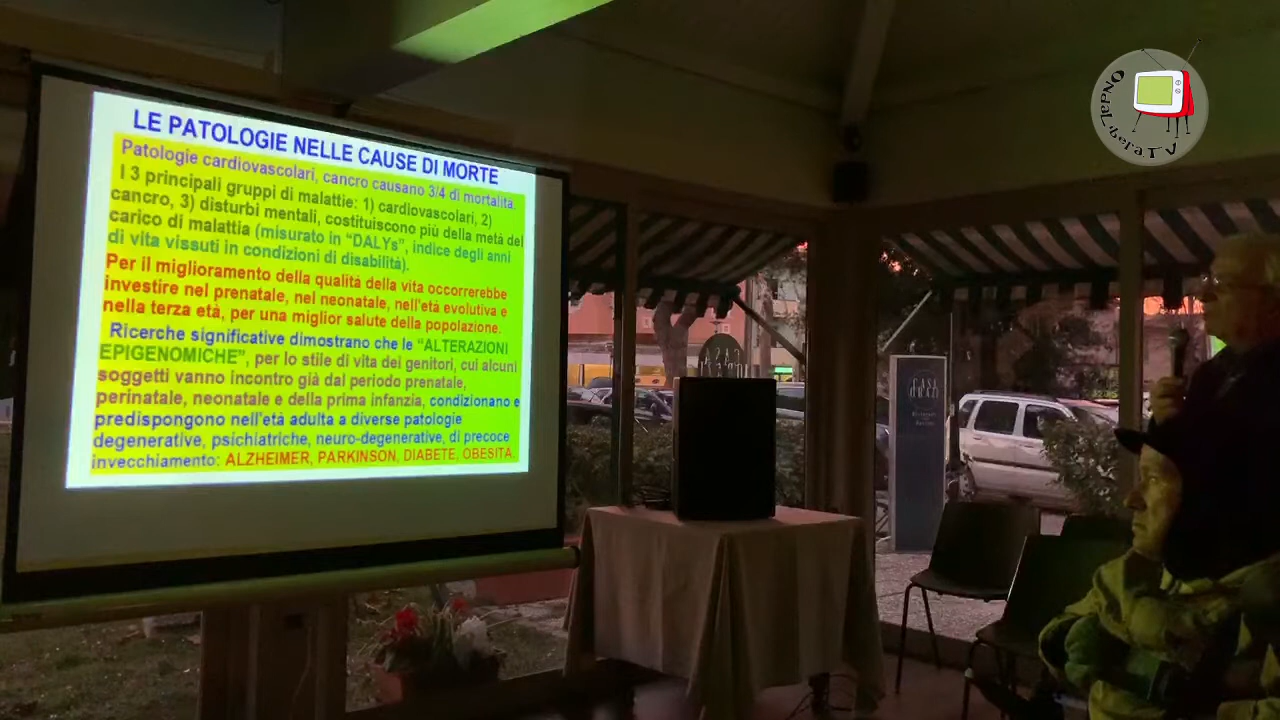 LE PATOLOGIE NELLE CAUSE DI MORTE
Patologie cardiovascolari, cancro causano 3/4 di mortalita.
I 3 principali gruppi di malattie: 1) cardiovascolari, 2)
cancro, 3) disturbi mentali, costituiscono più della metà del
carico di malattia (misurato in “DALYs”, indice degli anni
di vita vissuti in condizioni di disabilità).
Per il miglioramento della qualità della vita occorrerebbe
investire nel prenatale, nel neonatale, nell'età evolutiva e
nella terza età, per una miglior salute della popolazione.
Ricerche significative dimostrano che le “ALTERAZIONI
EPIGENOMICHE”, per lo stile di vita dei genitori, cui alcuni
soggetti vanno incontro già dal periodo prenatale,
perinatale, neonatale e della prima infanzia, condizionano e
predispongono nell'età adulta a diverse patologie
degenerative, psichiatriche, neuro-degenerative, di precoce
invecchiamento: ALZHEIMER, PARKINSON, DIABETE, OBESITA.
OndaLiberaTV